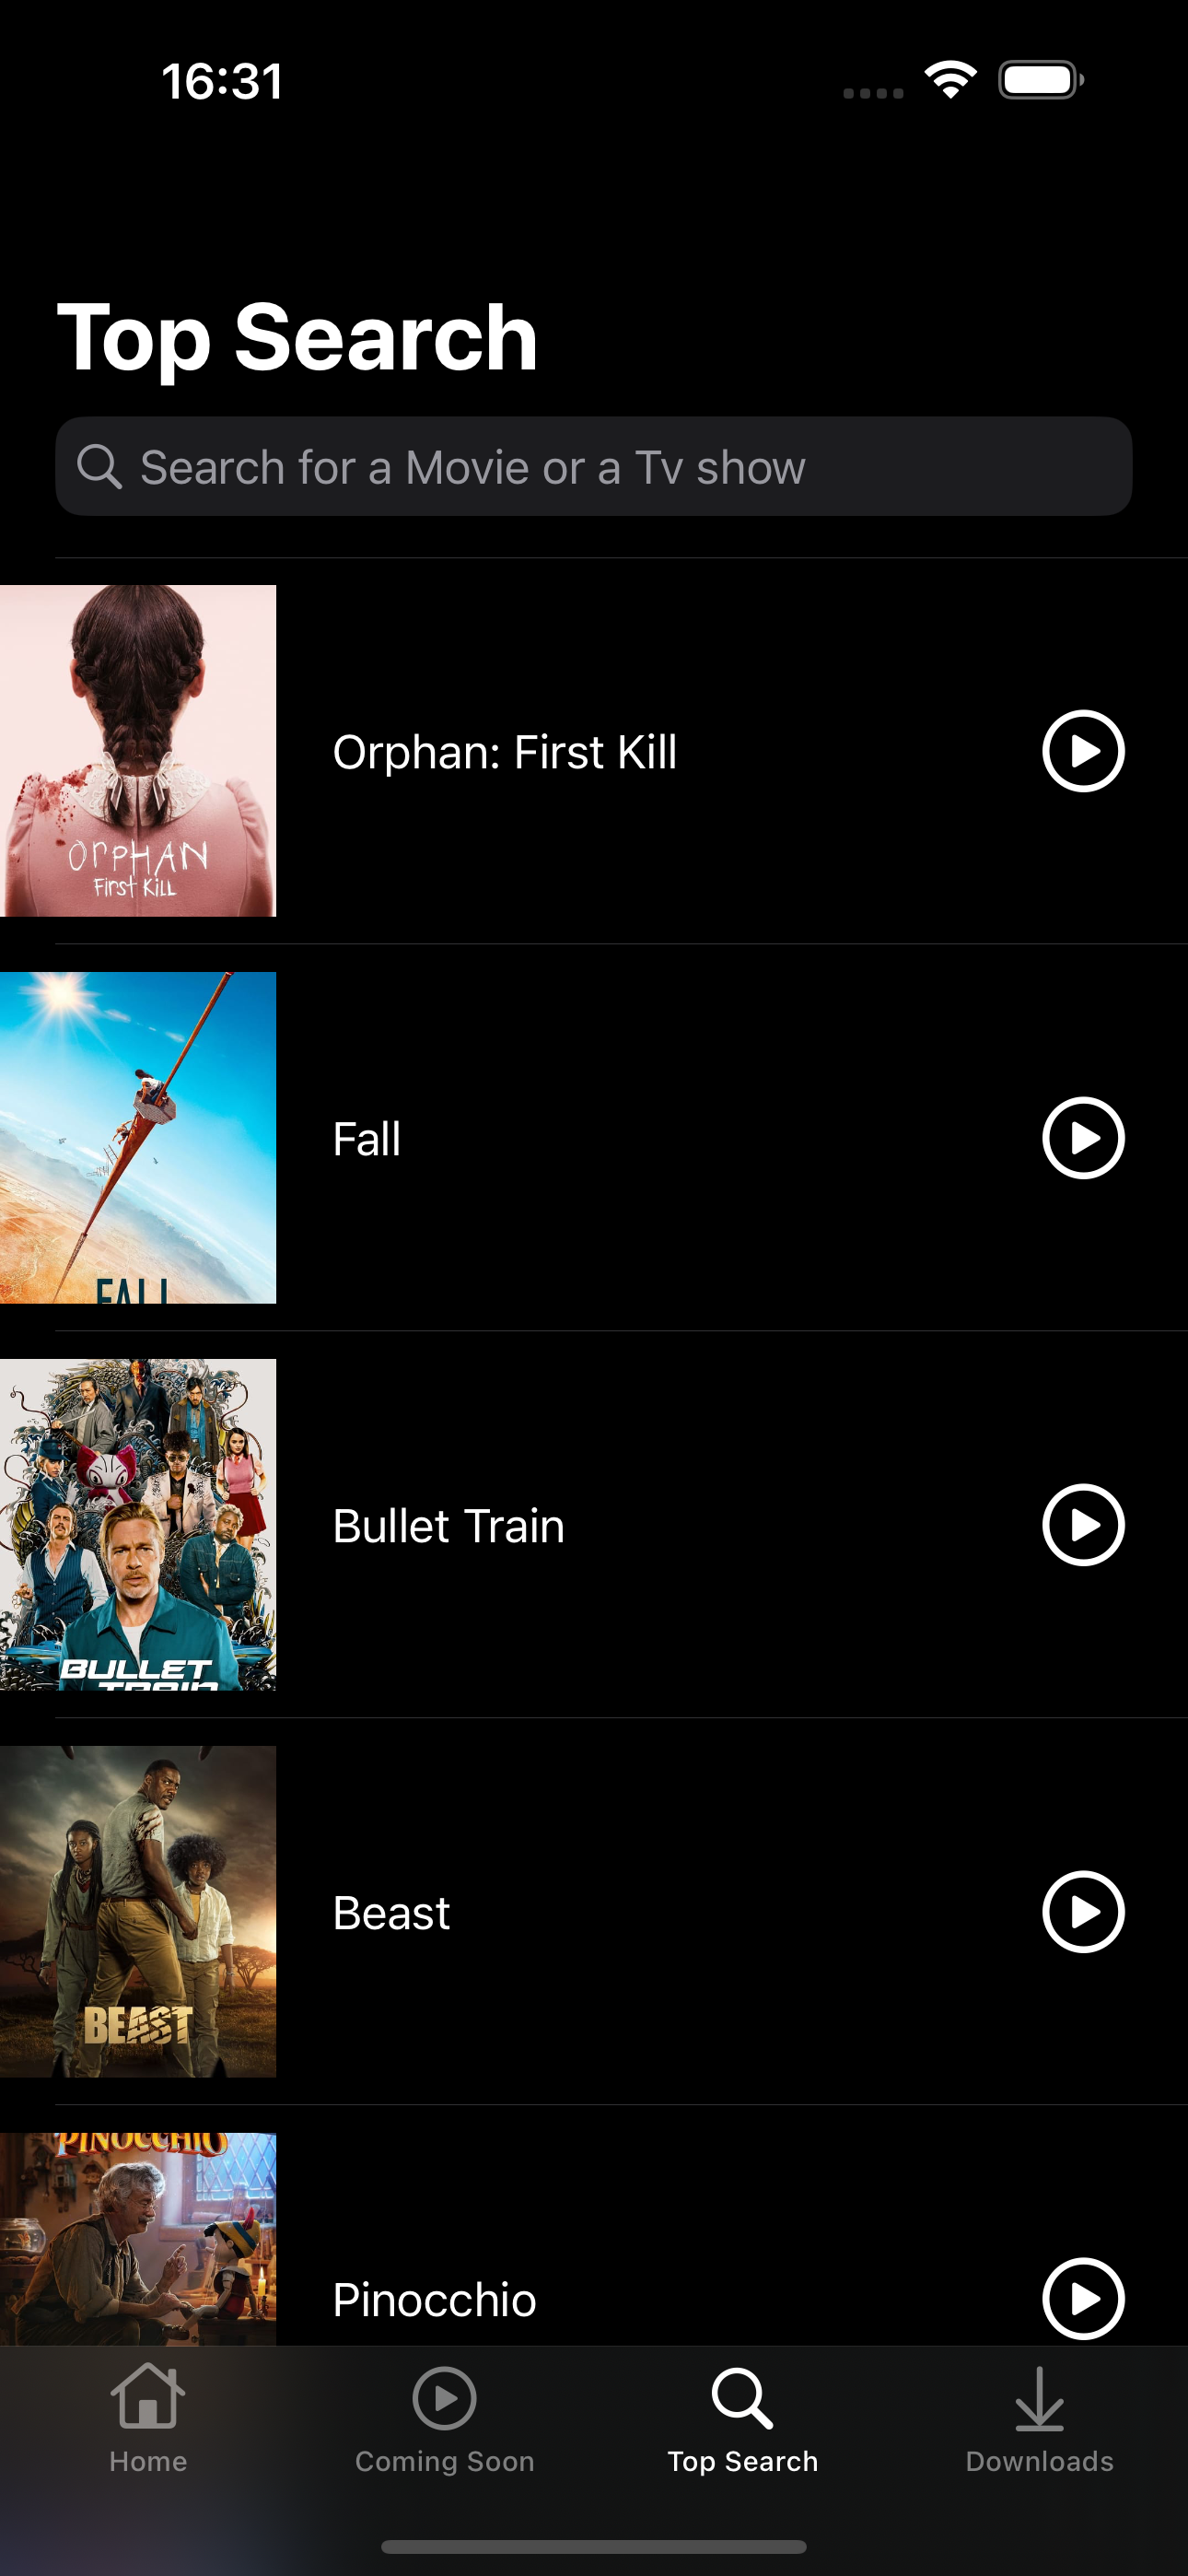 16:31
Top Search
Search for a Movie or a Tv show
ORPHAN
First KiLL
Orphan: First Kill
Fall
FALL
BULLET
TRAIN
Bullet Train
Beast
BEAST
PINOCCHIO
Pinocchio
Home
Coming Soon
Top Search
Downloads